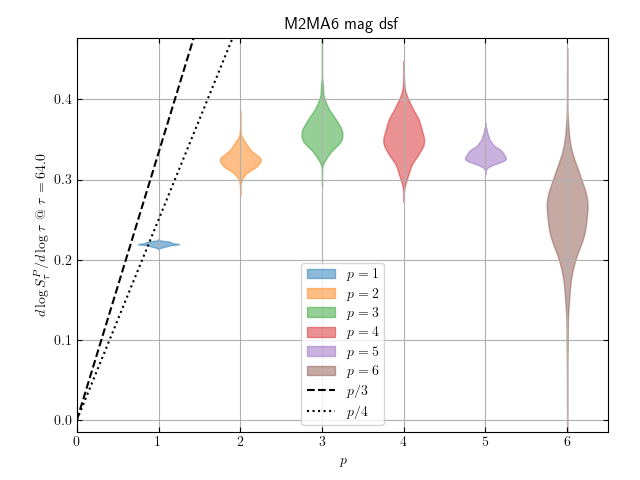 M2MA6 mag dsf
d log S_τ^P / d log τ @ τ = 64.0
0.4
0.3
0.2
0.1
0.0
p = 1
p = 2
p = 3
p = 4
p = 5
p = 6
p/3
p/4
0 1 2 3 4 5 6
p